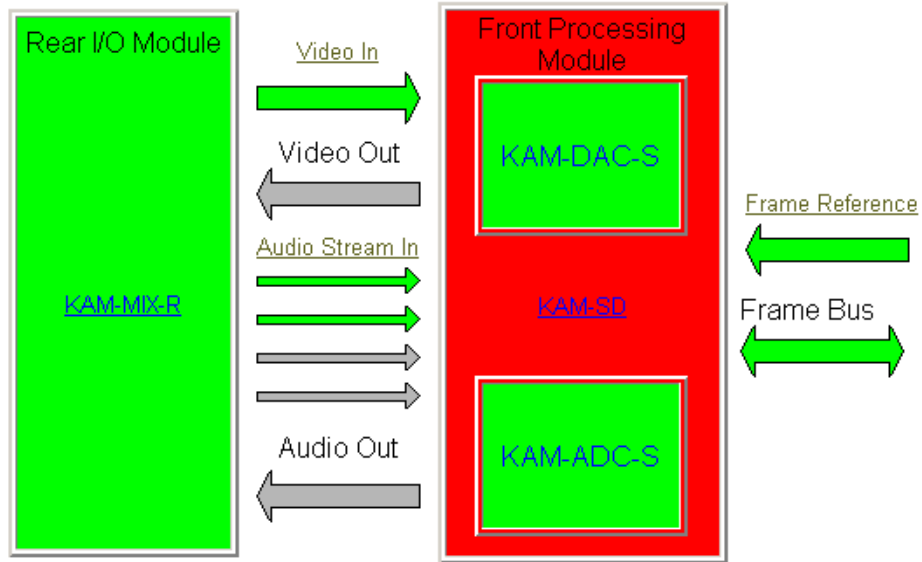 Rear I/O Module
KAM-MIX-R
Video In
Video Out
Audio Stream In
Audio Out
Front Processing
Module
KAM-DAC-S
KAM-SD
KAM-ADC-S
Frame Reference
Frame Bus